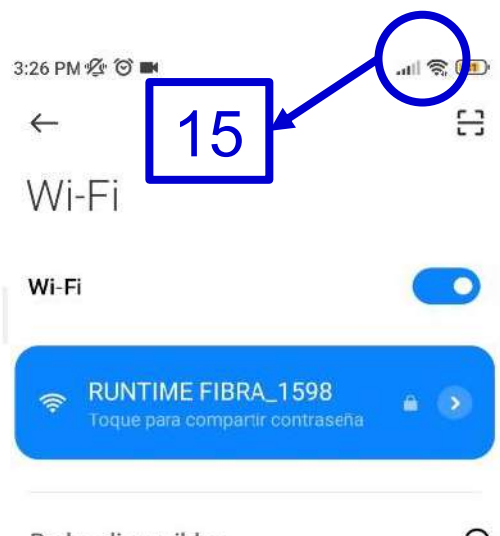 3:26 PM
15
Wi-Fi
Wi-Fi
RUNTIME FIBRA_1598
Toque para compartir contraseña